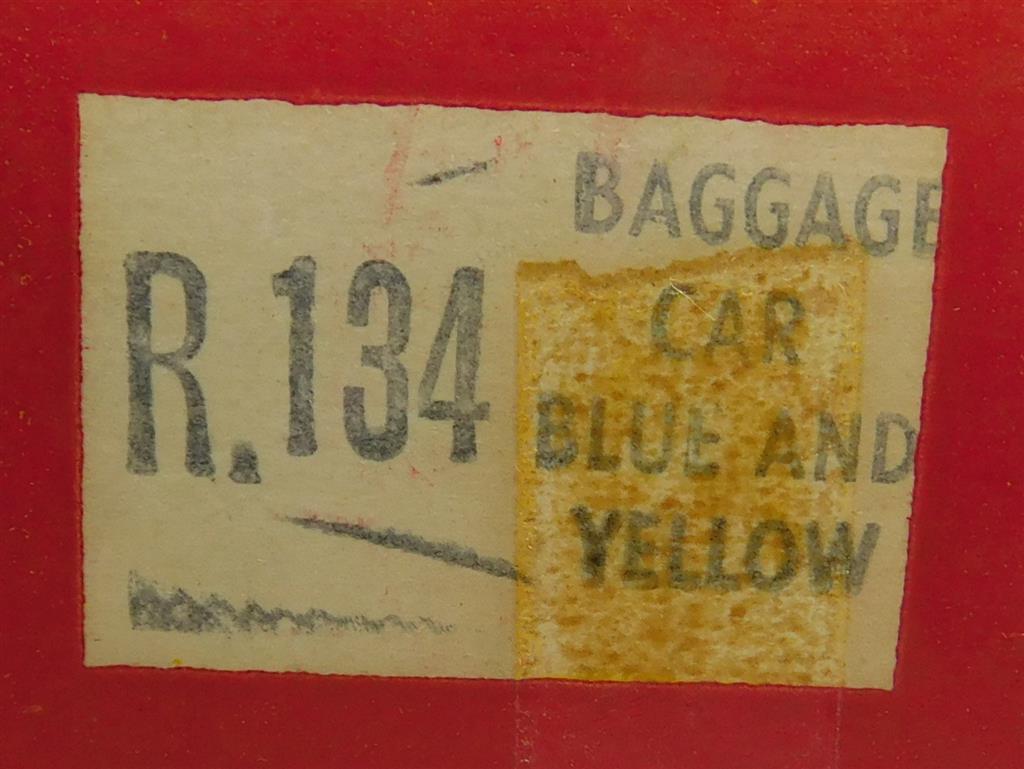 R.134
BAGGAGE
CAR
BLUE AND
YELLOW